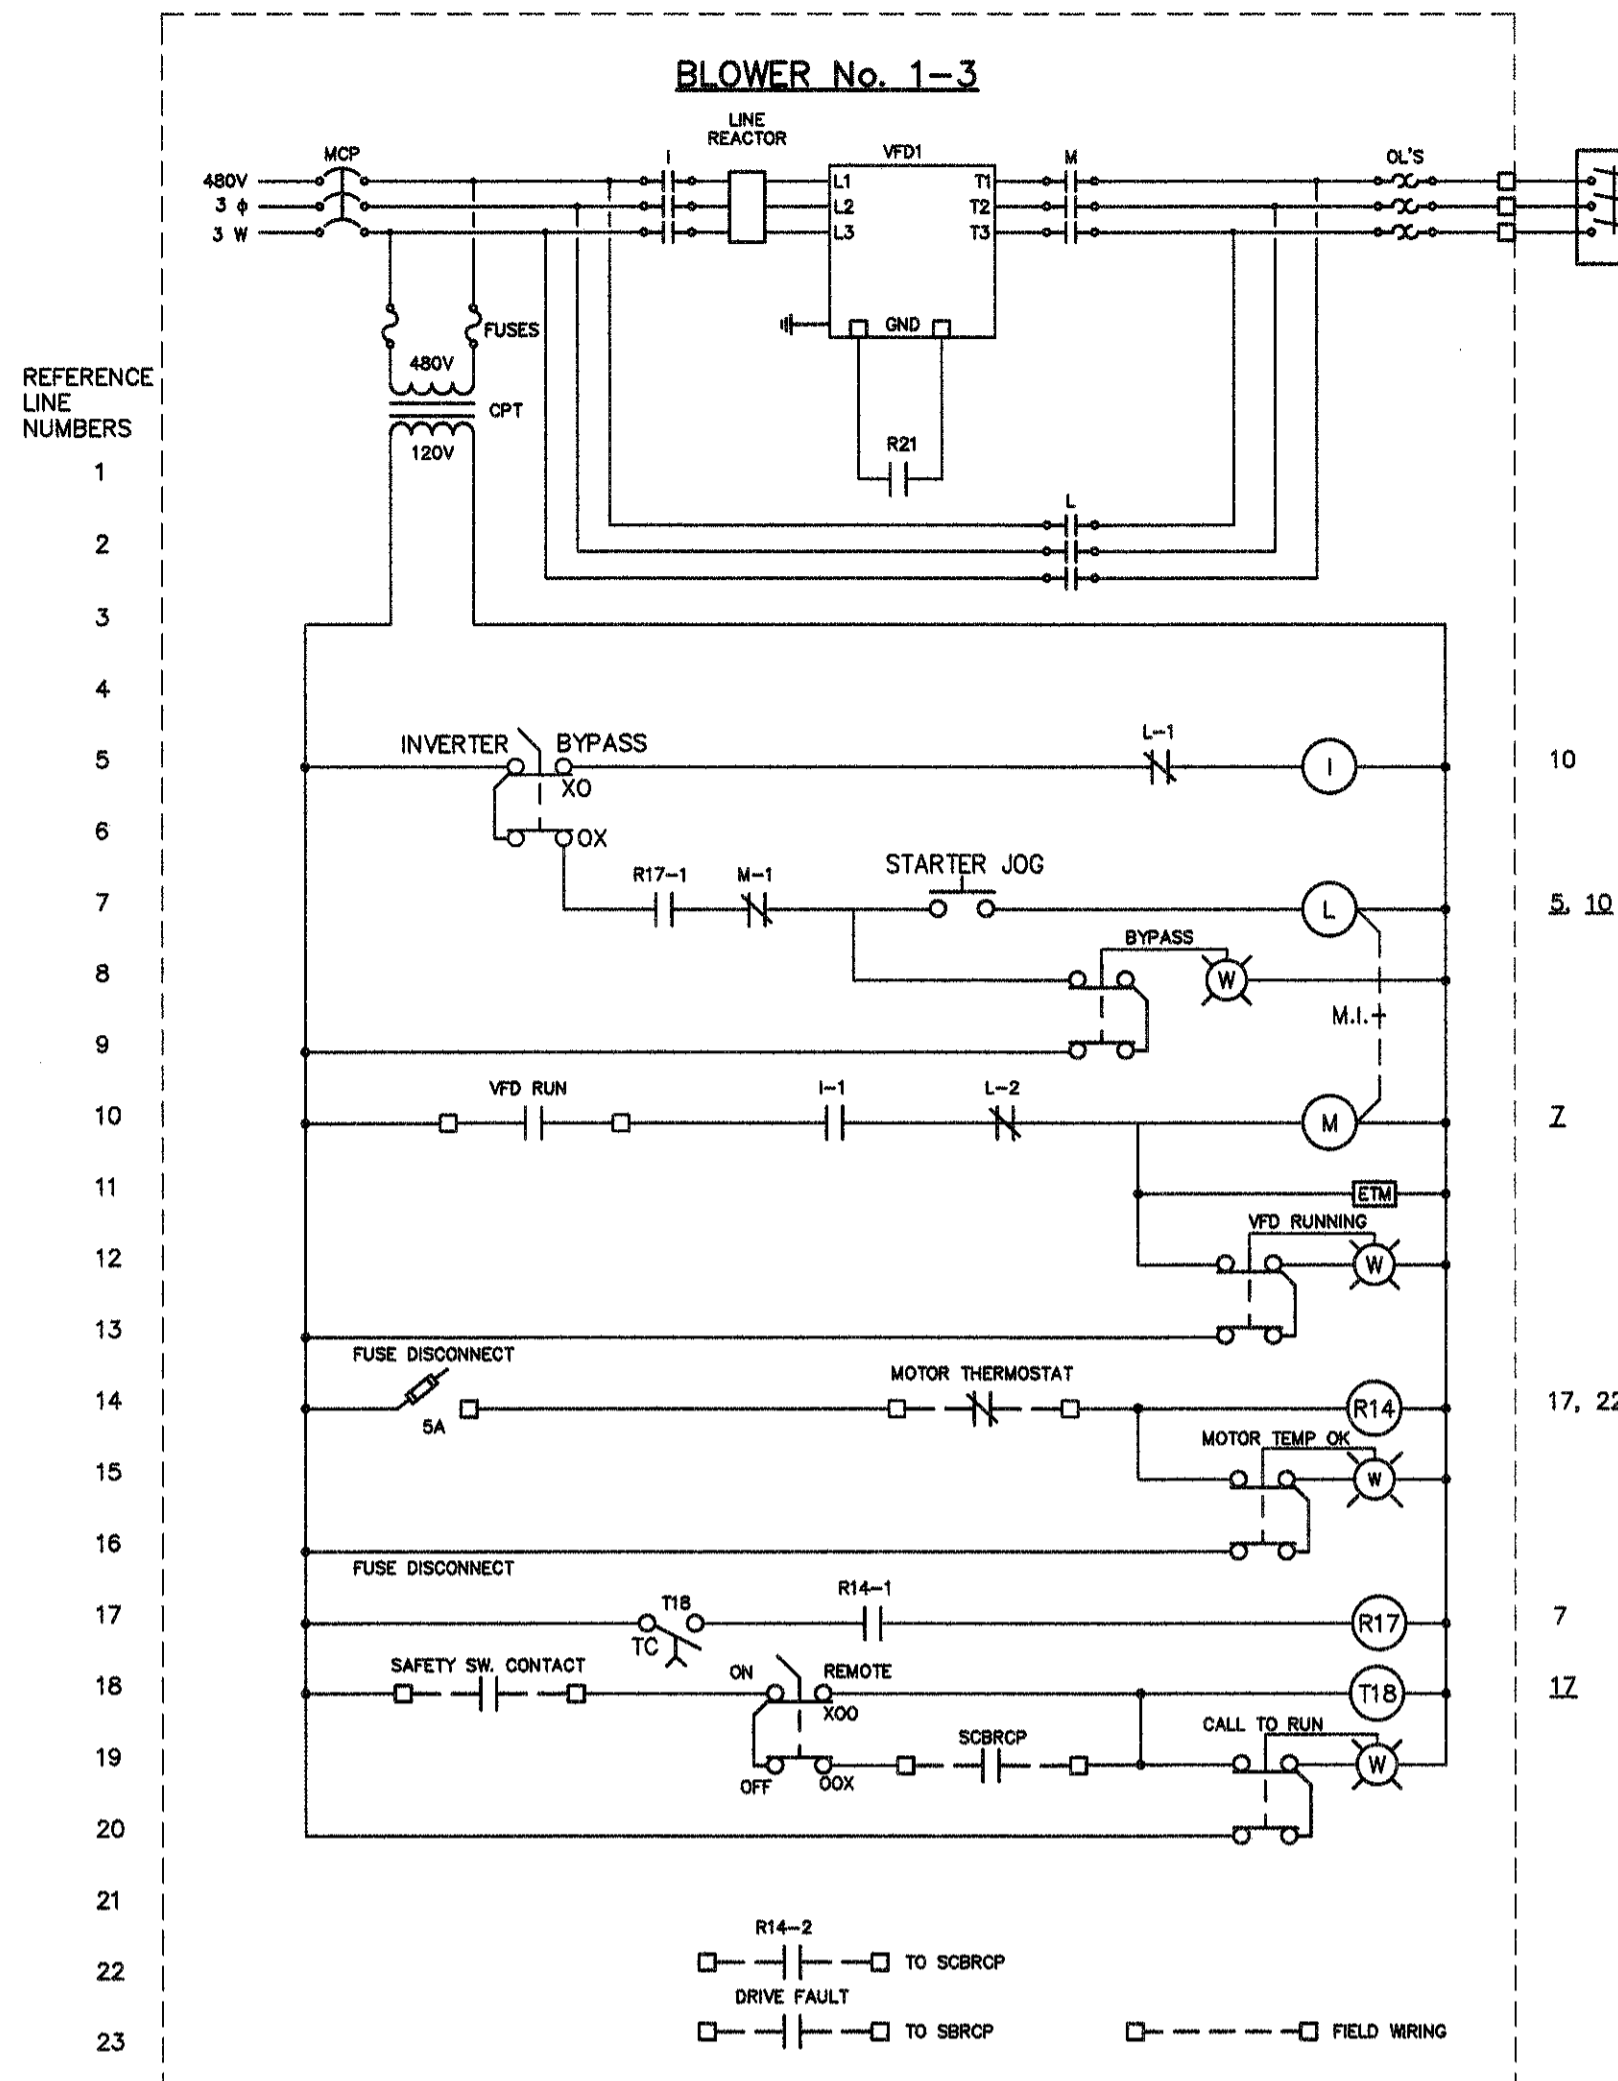 BLOWER No. 1-3
LINE
REACTOR
MCP
I
VFD1
M
OL'S
480V
L1
T1
3 ϕ
L2
T2
3 W
L3
T3
FUSES
GND
480V
CPT
120V
R21
L
REFERENCE
LINE
NUMBERS
1
2
3
4
5
INVERTER
BYPASS
XO
L-1
I
10
6
OX
7
R17-1
M-1
STARTER JOG
L
5, 10
8
BYPASS
W
M.I.
9
10
VFD RUN
I-1
L-2
M
7
11
ETM
12
VFD RUNNING
W
13
FUSE DISCONNECT
14
5A
MOTOR THERMOSTAT
R14
17, 22
15
MOTOR TEMP OK
W
16
FUSE DISCONNECT
17
T18
TC
R14-1
R17
7
18
SAFETY SW. CONTACT
ON
REMOTE
XOO
T18
17
19
OFF
OOX
SCBRCP
CALL TO RUN
W
20
21
R14-2
22
TO SCBRCP
DRIVE FAULT
23
TO SBRCP
FIELD WIRING